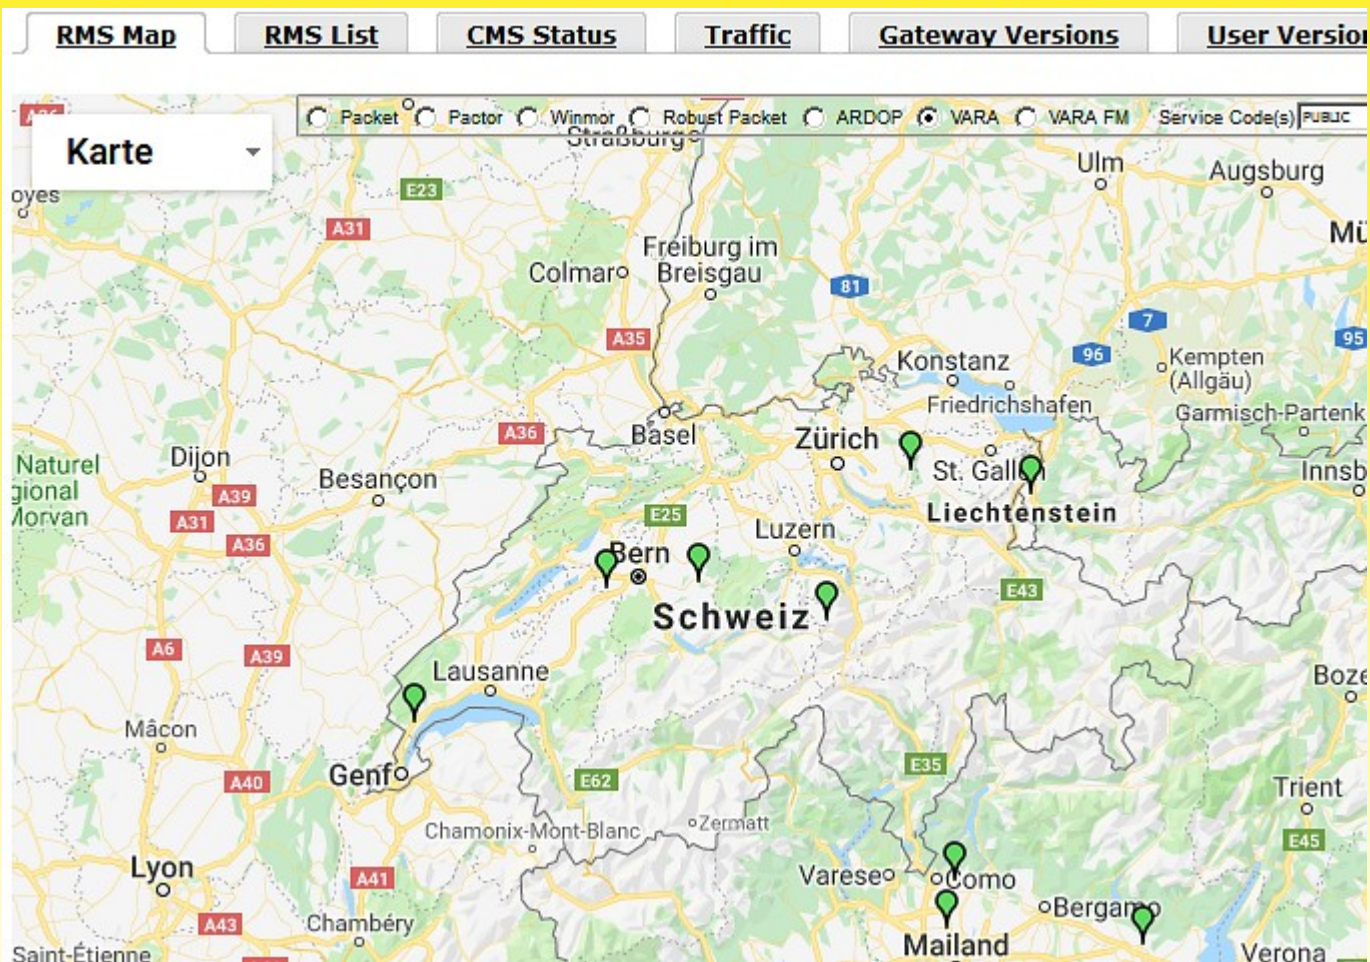 RMS Map RMS List CMS Status Traffic Gateway Versions User Version
Karte
Packet Pactor Winmor Robust Packet ARDOP VARA VARA FM Service Code(s) PUBLIC
Straßburg
Ulm
Augsburg
oyes
E23
A31
Mü
Freiburg im
Breisgau
Colmar
81
7
A35
96
95
Konstanz
Kempten
(Allgäu)
Friedrichshafen
Garmisch-Partenk
A36
Basel
Zürich
Naturel
gional
Morvan
Dijon
Besançon
St. Gallen
Innsb
A39
A31
E25
Liechtenstein
Luzern
A36
Bern
E43
Schweiz
A6
A39
Lausanne
Boze
Mâcon
Genf
A40
E62
E35
Trient
Chamonix-Mont-Blanc
Zermatt
E45
Lyon
A41
Varese
Como
Bergamo
A43
Chambéry
Mailand
Saint-Étienne
Verona